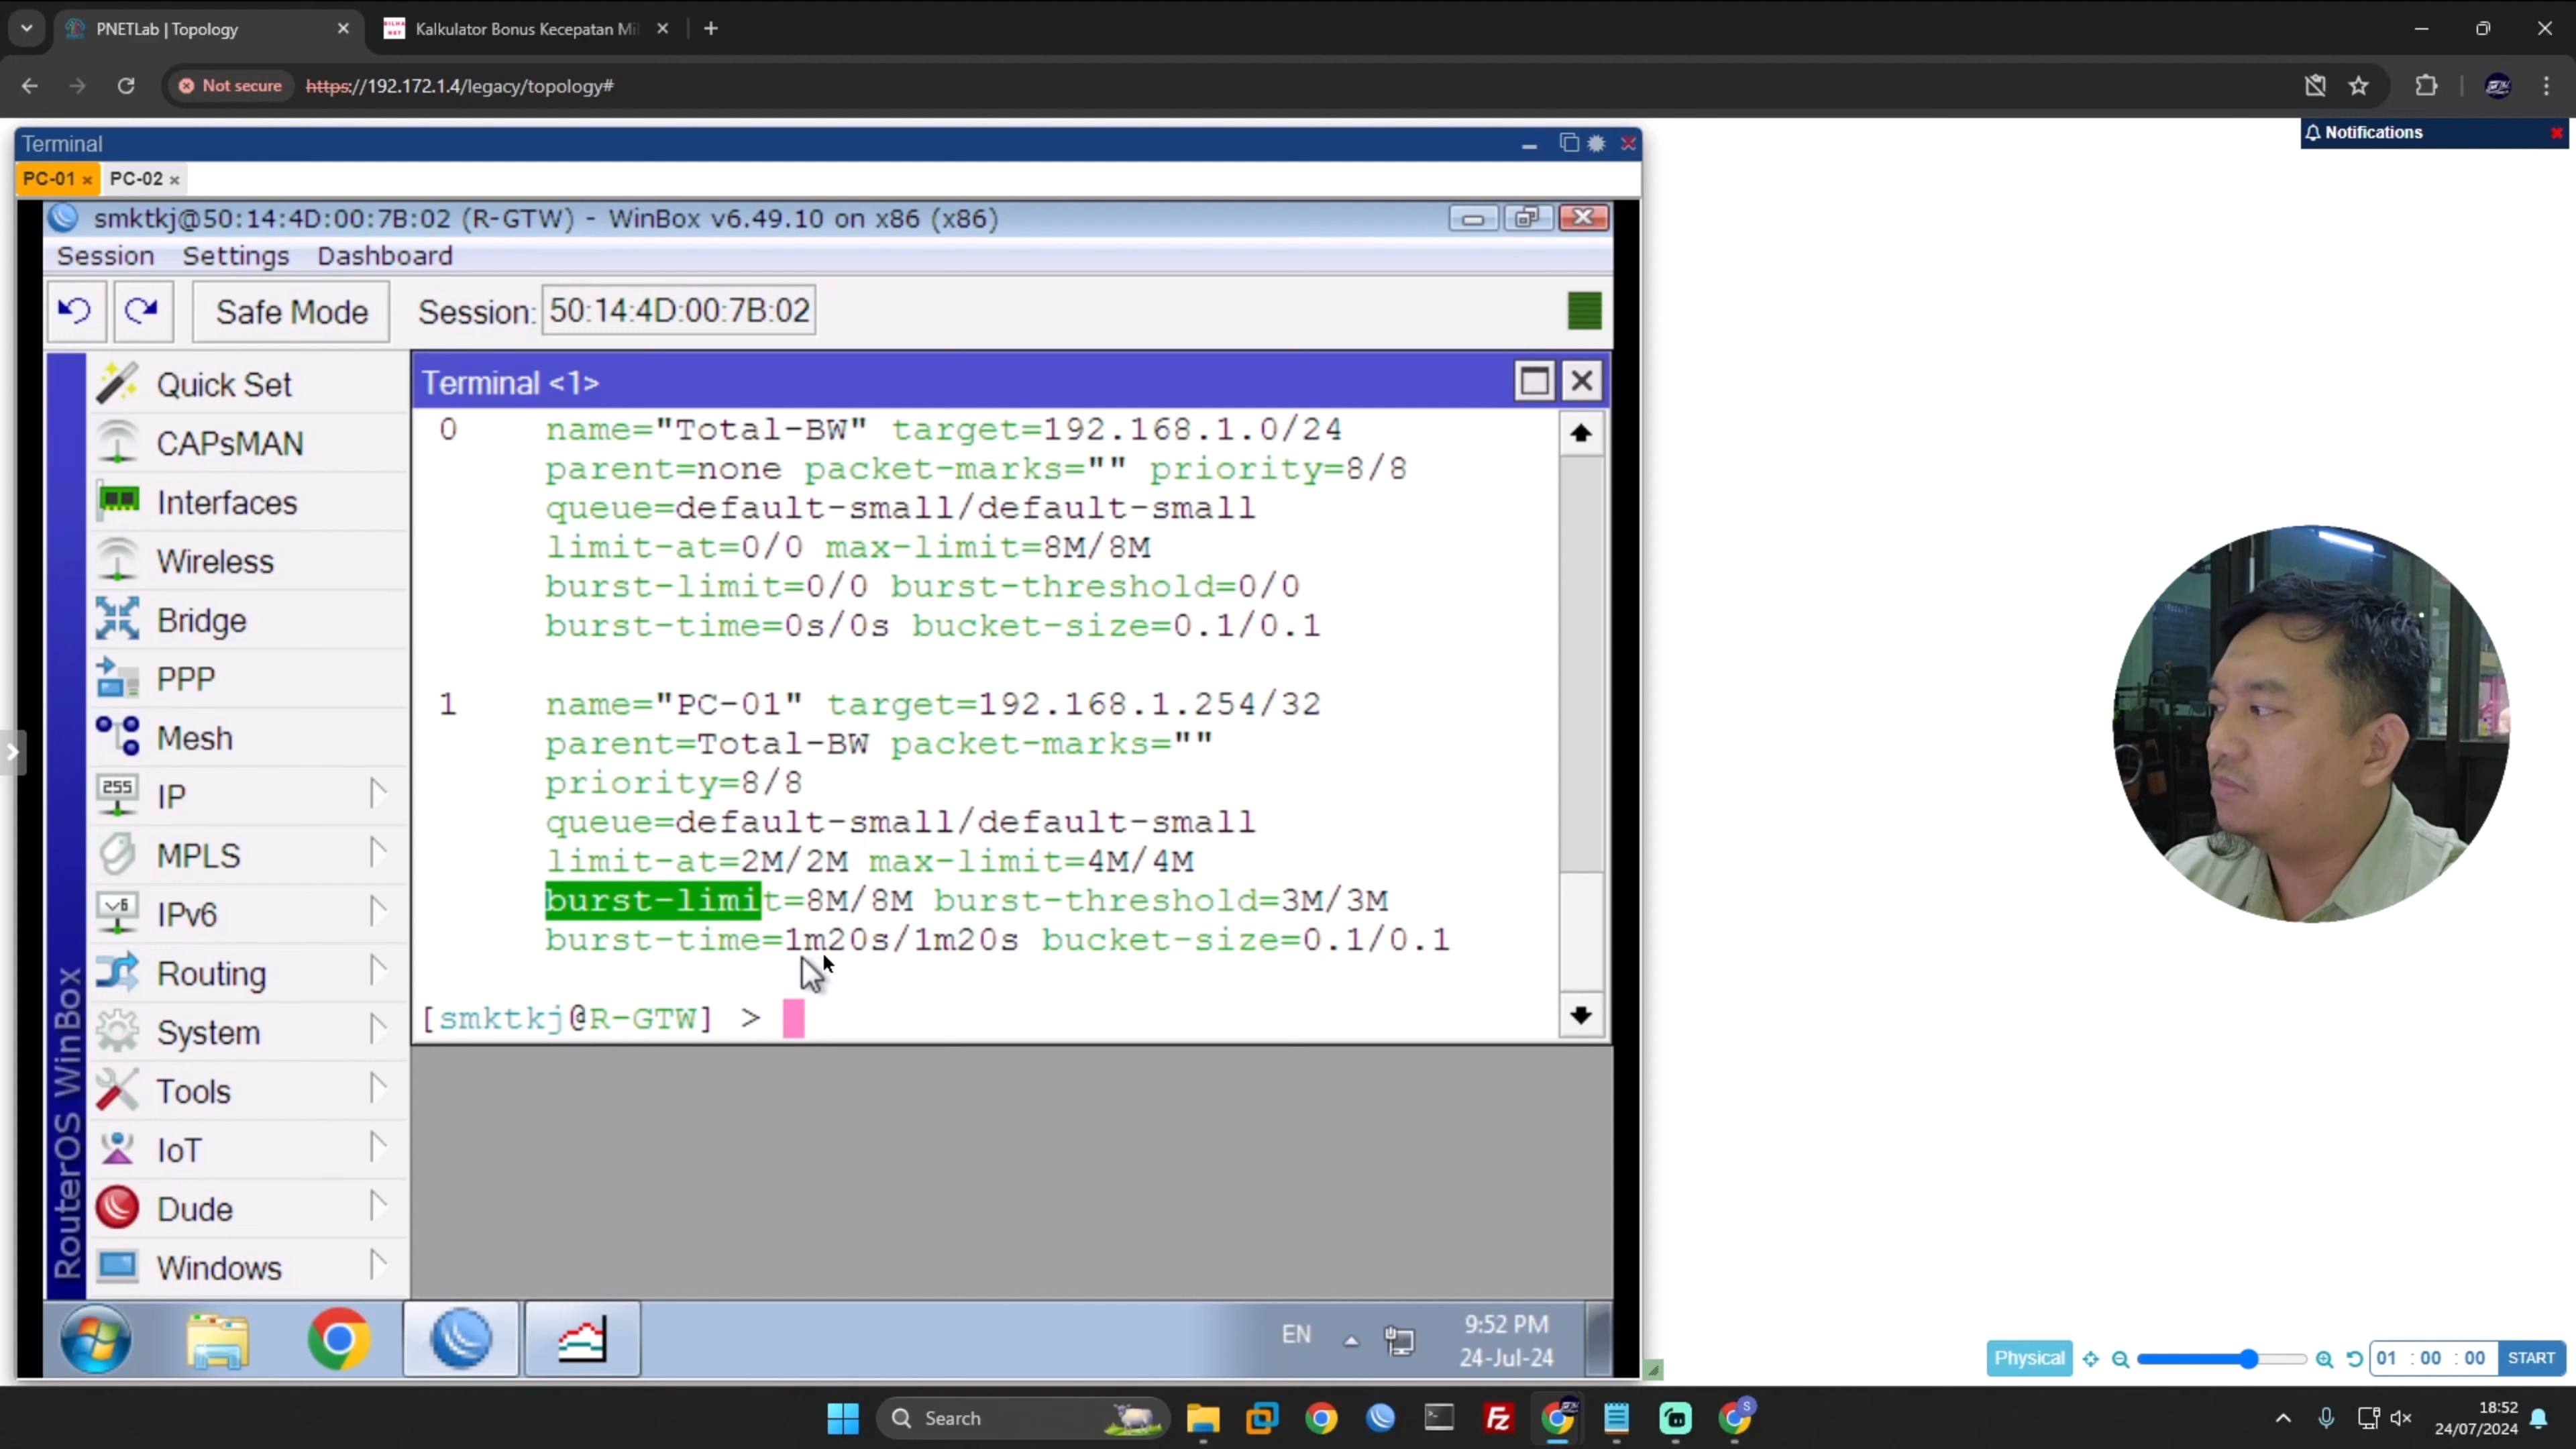 PNETLab | Topology
Kalkulator Bonus Kecepatan Mi
Not secure
https://192.172.1.4/legacy/topology#
Notifications
Terminal
PC-01 PC-02
smktkj@50:14:4D:00:7B:02 (R-GTW) - WinBox v6.49.10 on x86 (x86)
Session Settings Dashboard
Safe Mode Session: 50:14:4D:00:7B:02
Quick Set
CAPsMAN
Interfaces
Wireless
Bridge
PPP
Mesh
IP
MPLS
IPv6
Routing
System
Tools
IoT
Dude
Windows
RouterOS WinBox
Terminal <1>
0 name="Total-BW" target=192.168.1.0/24
parent=none packet-marks="" priority=8/8
queue=default-small/default-small
limit-at=0/0 max-limit=8M/8M
burst-limit=0/0 burst-threshold=0/0
burst-time=0s/0s bucket-size=0.1/0.1
1 name="PC-01" target=192.168.1.254/32
parent=Total-BW packet-marks=""
priority=8/8
queue=default-small/default-small
limit-at=2M/2M max-limit=4M/4M
burst-limit=8M/8M burst-threshold=3M/3M
burst-time=1m20s/1m20s bucket-size=0.1/0.1
[smktkj@R-GTW] >
EN
9:52 PM
24-Jul-24
Physical
01 : 00 : 00 START
Search
18:52
24/07/2024